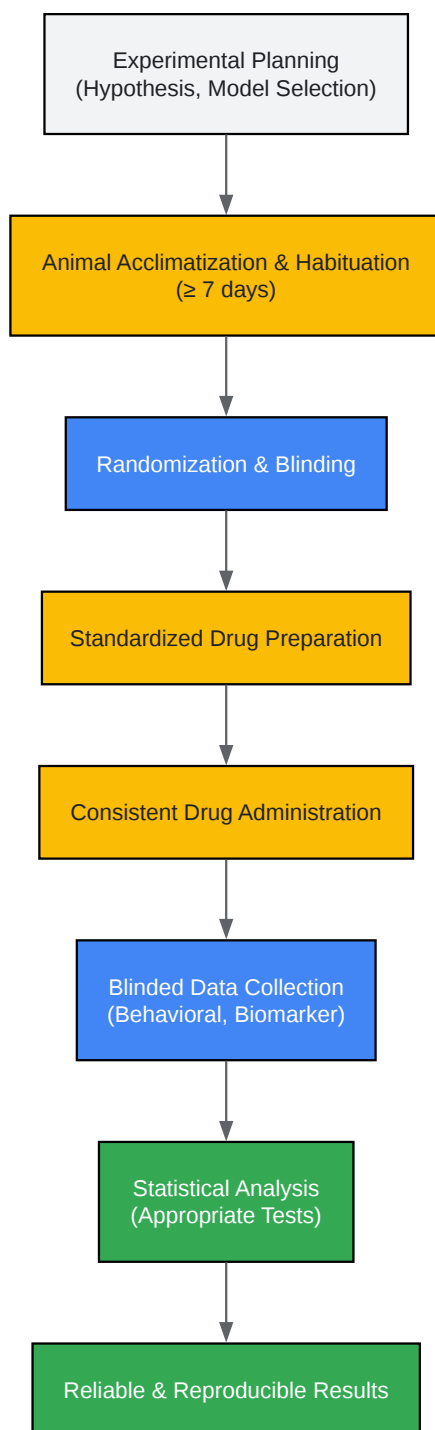 Experimental Planning
(Hypothesis, Model Selection)
Animal Acclimatization & Habituation
(≥ 7 days)
Randomization & Blinding
Standardized Drug Preparation
Consistent Drug Administration
Blinded Data Collection
(Behavioral, Biomarker)
Statistical Analysis
(Appropriate Tests)
Reliable & Reproducible Results